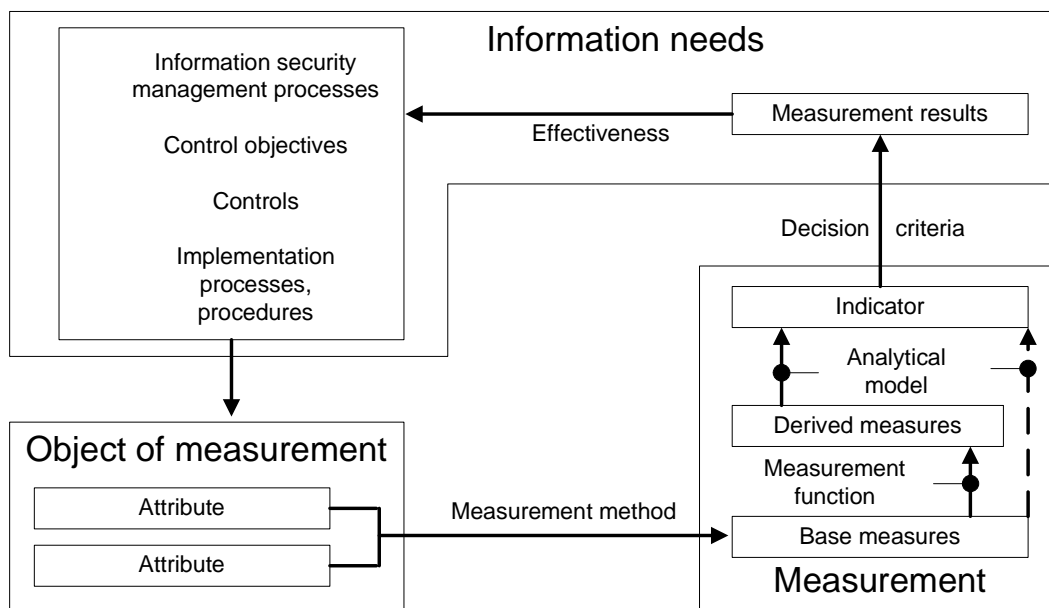 Information needs
Information security
management processes
Control objectives
Controls
Implementation
processes,
procedures
Effectiveness
Measurement results
Decision criteria
Indicator
Analytical
model
Derived measures
Measurement
function
Base measures
Measurement
Object of measurement
Attribute
Attribute
Measurement method